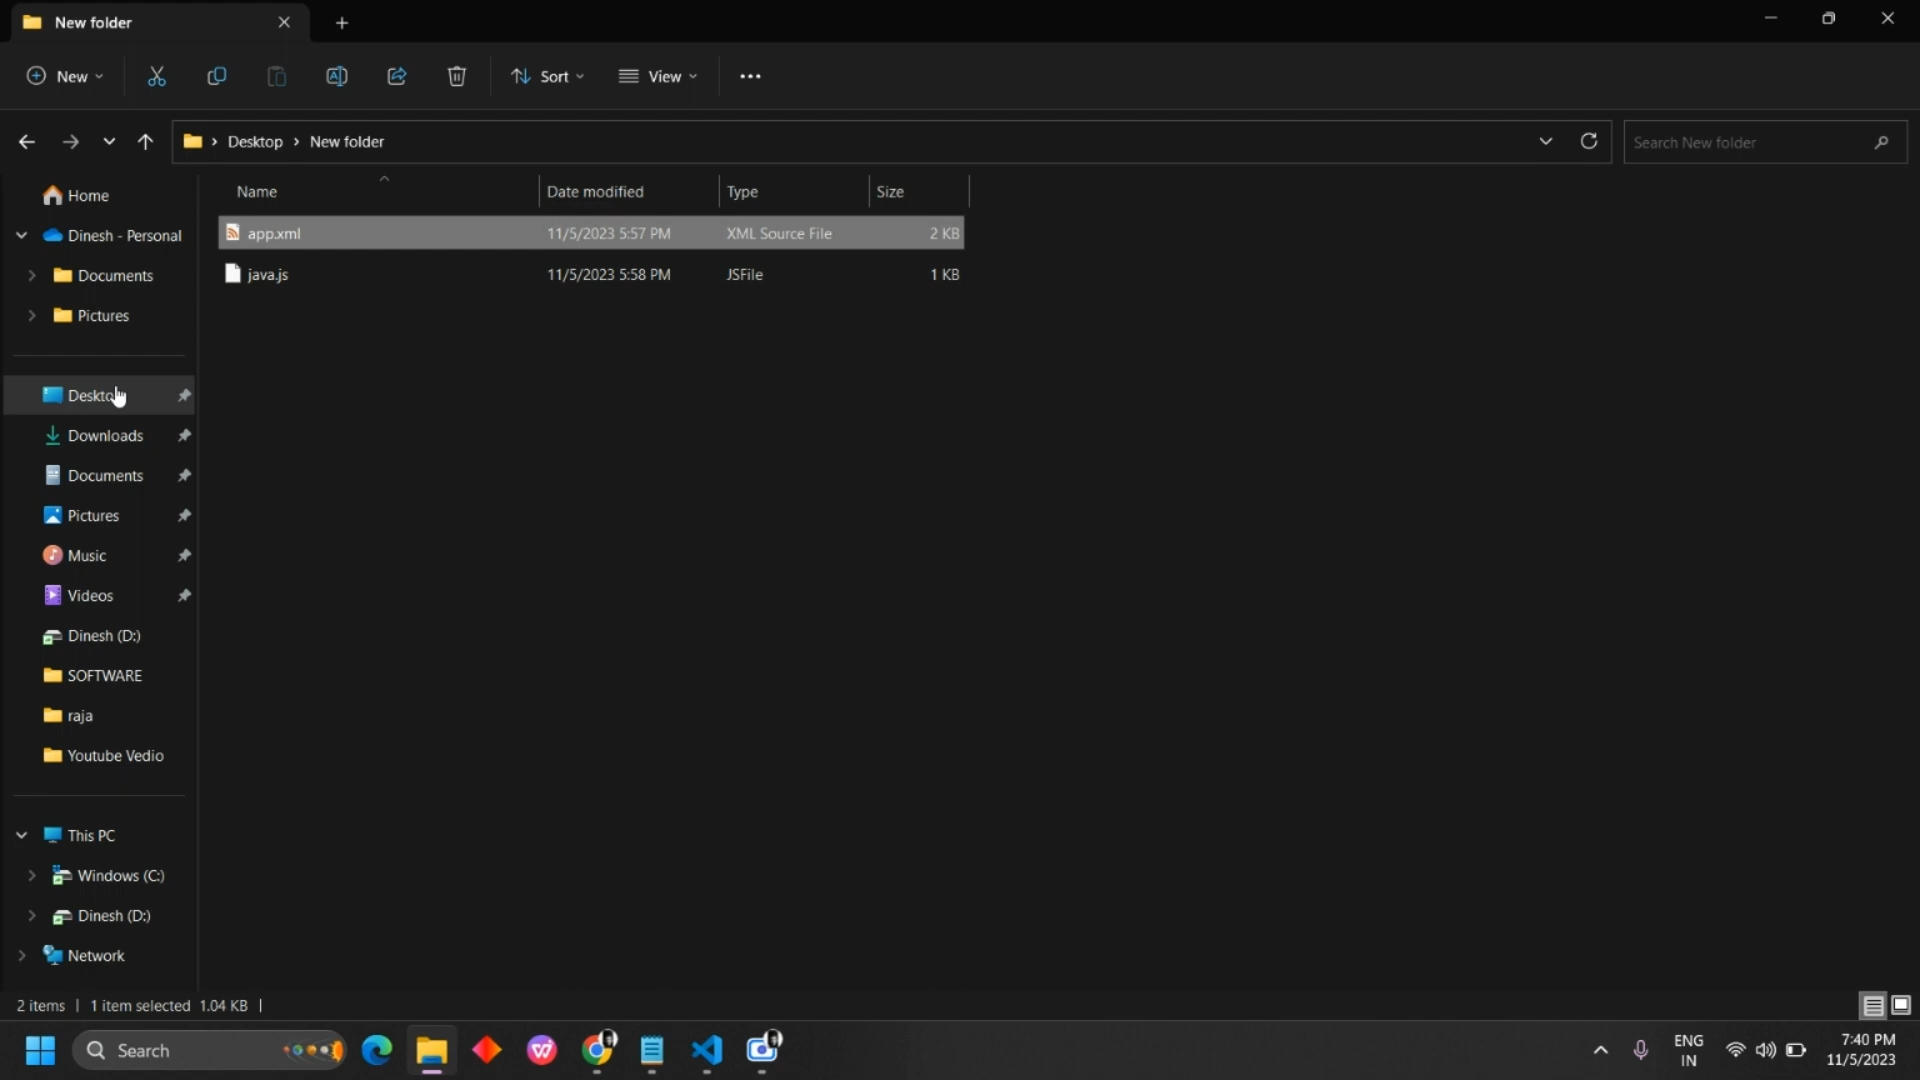 New folder
New
Sort
View
Desktop
New folder
Search New folder
Name
Date modified
Type
Size
Home
Dinesh - Personal
Documents
Pictures
app.xml
11/5/2023 5:57 PM
XML Source File
2 KB
java.js
11/5/2023 5:58 PM
JSFile
1 KB
Desktop
Downloads
Documents
Pictures
Music
Videos
Dinesh (D:)
SOFTWARE
raja
Youtube Vedio
This PC
Windows (C:)
Dinesh (D:)
Network
2 items
1 item selected 1.04 KB
Search
ENG
IN
7:40 PM
11/5/2023